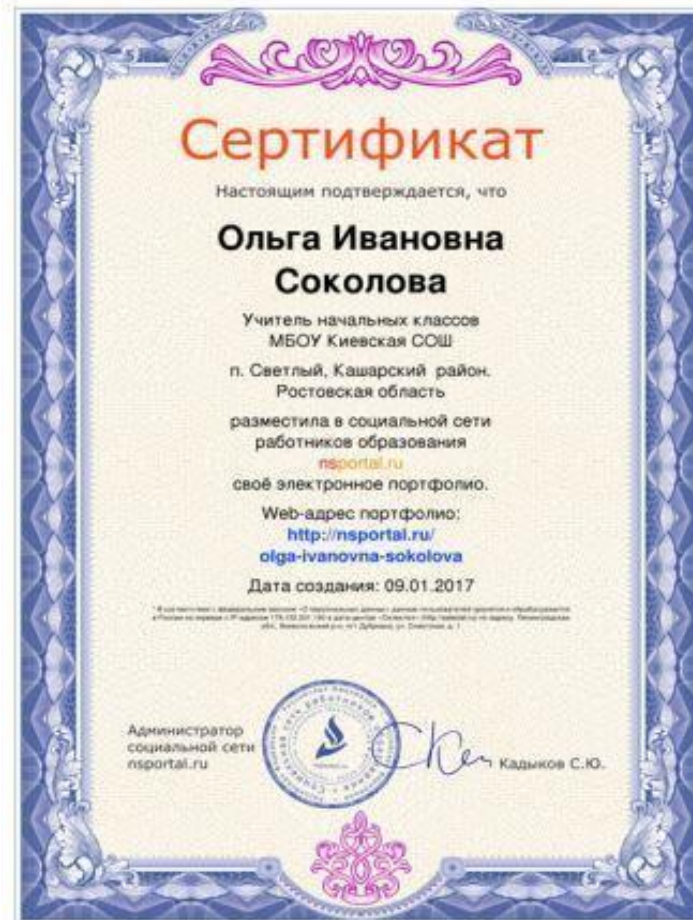 Сертификат
Настоящим подтверждается, что
Ольга Ивановна
Соколова
Учитель начальных классов
МБОУ Киевская СОШ
п. Светлый, Кашарский район.
Ростовская область
разместила в социальной сети
работников образования
nsportal.ru
своё электронное портфолио.
Web-адрес портфолио:
http://nsportal.ru/
olga-ivanovna-sokolova
Дата создания: 09.01.2017
Администратор
социальной сети
nsportal.ru
Кадыков С.Ю.